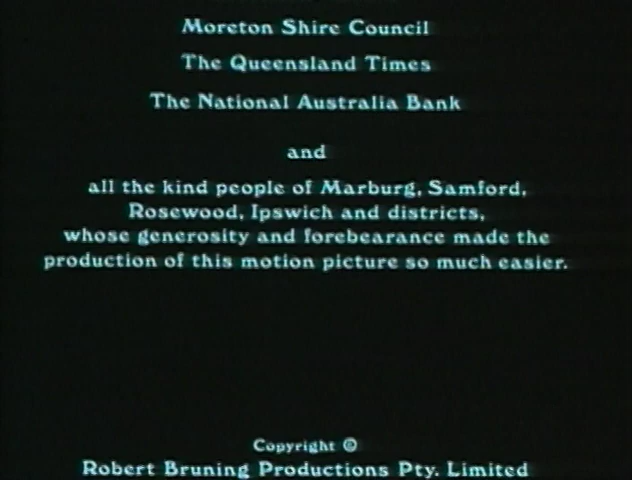 Moreton Shire Council
The Queensland Times
The National Australia Bank
and
all the kind people of Marburg, Samford,
Rosewood, Ipswich and districts,
whose generosity and forebearance made the
production of this motion picture so much easier.
Copyright ©
Robert Bruning Productions Pty. Limited